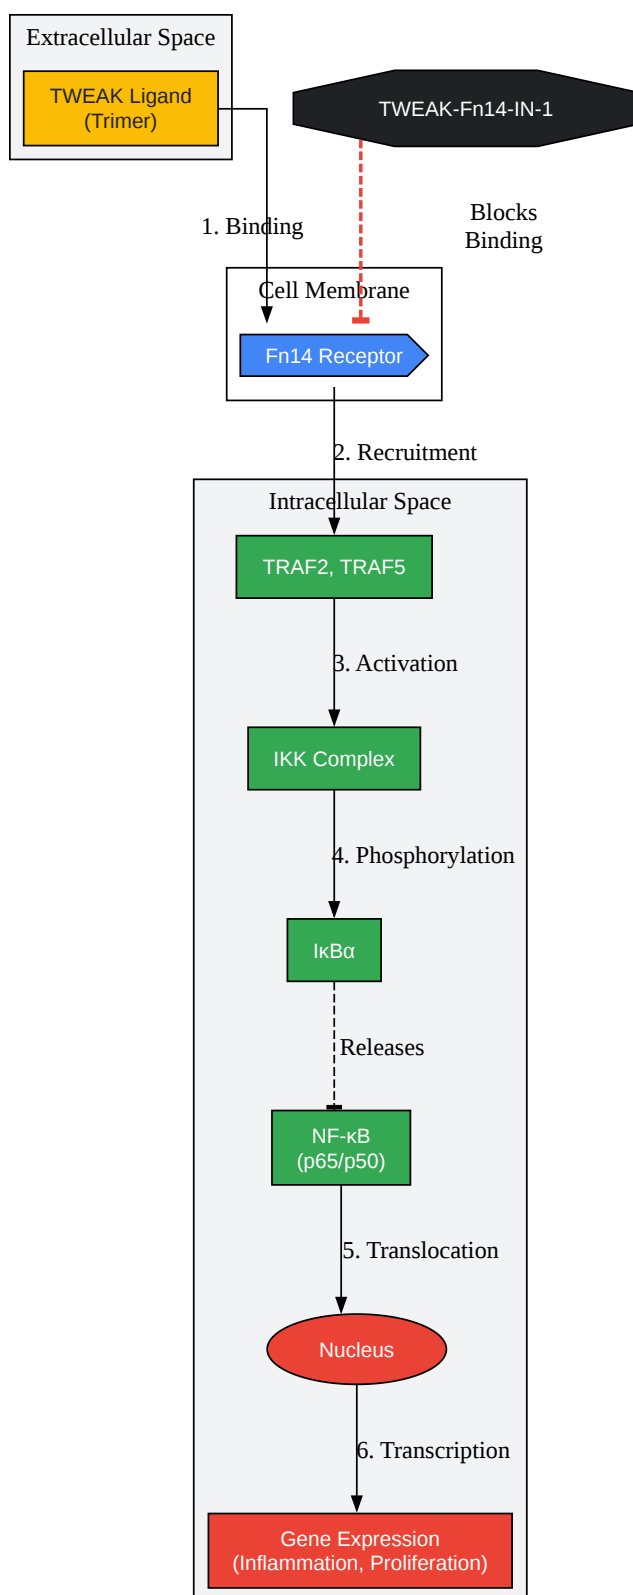 Extracellular Space
TWEAK Ligand
(Trimer)
TWEAK-Fn14-IN-1
1. Binding
Blocks
Binding
Cell Membrane
Fn14 Receptor
2. Recruitment
Intracellular Space
TRAF2, TRAF5
3. Activation
IKK Complex
4. Phosphorylation
IκBα
Releases
NF-κB
(p65/p50)
5. Translocation
Nucleus
6. Transcription
Gene Expression
(Inflammation, Proliferation)